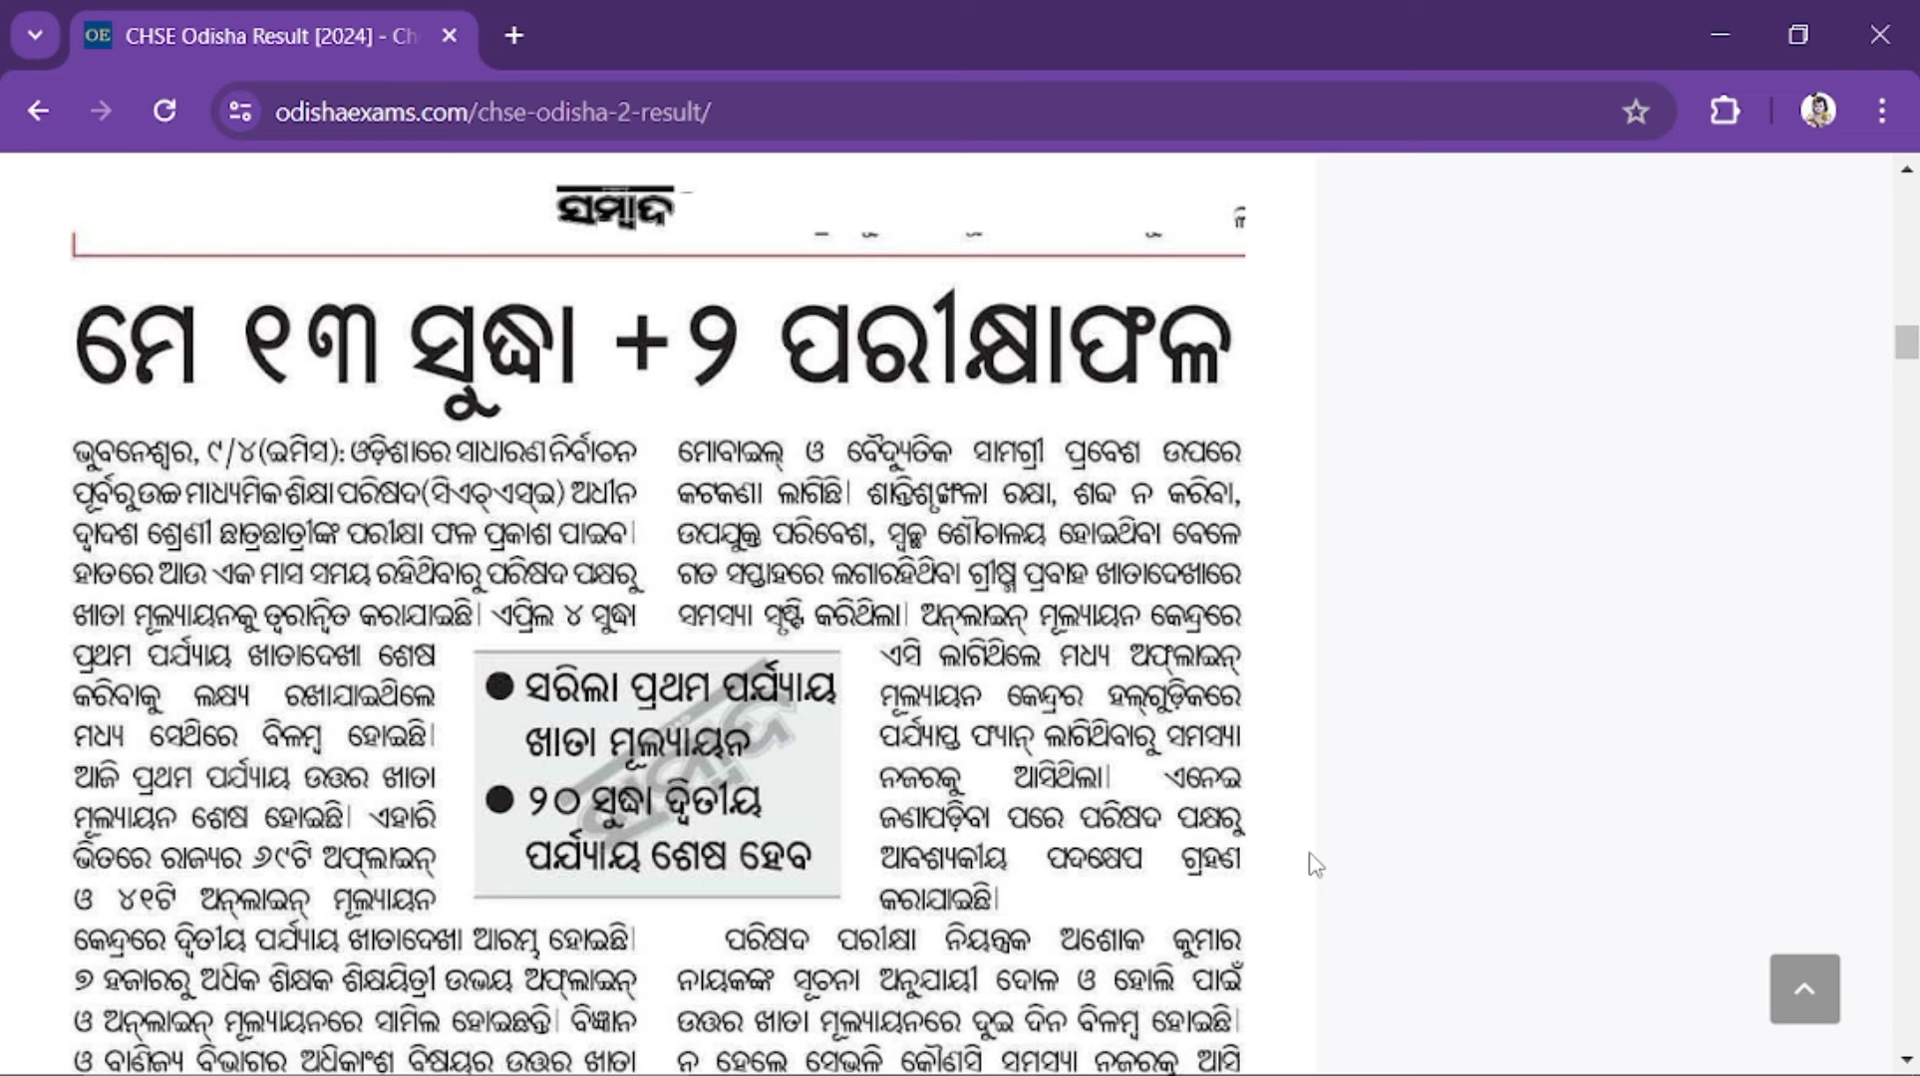 OE CHSE Odisha Result [2024] - Ch
odishaexams.com/chse-odisha-2-result/
ସମ୍ବାଦ
ମେ ୧୩ ସୁଦ୍ଧା +୨ ପରୀକ୍ଷାଫଳ
ଭୁବନେଶ୍ୱର, ୯/୪(ଇମିସ): ଓଡ଼ିଶାରେ ସାଧାରଣ ନିର୍ବାଚନ
ପୂର୍ବରୁ ଉଚ୍ଚ ମାଧ୍ୟମିକ ଶିକ୍ଷା ପରିଷଦ(ସିଏଚ୍‌ଏସ୍‌ଇ) ଅଧୀନ
ଦ୍ୱାଦଶ ଶ୍ରେଣୀ ଛାତ୍ରଛାତ୍ରୀଙ୍କ ପରୀକ୍ଷା ଫଳ ପ୍ରକାଶ ପାଇବ।
ହାତରେ ଆଉ ଏକ ମାସ ସମୟ ରହିଥିବାରୁ ପରିଷଦ ପକ୍ଷରୁ
ଖାତା ମୂଲ୍ୟାୟନକୁ ତ୍ୱରାନ୍ୱିତ କରାଯାଇଛି। ଏପ୍ରିଲ ୪ ସୁଦ୍ଧା
ପ୍ରଥମ ପର୍ଯ୍ୟାୟ ଖାତାଦେଖା ଶେଷ
କରିବାକୁ ଲକ୍ଷ୍ୟ ରଖାଯାଇଥିଲେ
ମଧ୍ୟ ସେଥିରେ ବିଳମ୍ବ ହୋଇଛି।
ଆଜି ପ୍ରଥମ ପର୍ଯ୍ୟାୟ ଉତ୍ତର ଖାତା
ମୂଲ୍ୟାୟନ ଶେଷ ହୋଇଛି। ଏହାରି
ଭିତରେ ରାଜ୍ୟର ୬୯ଟି ଅଫ୍‌ଲାଇନ୍
ଓ ୪୧ଟି ଅନ୍‌ଲାଇନ୍ ମୂଲ୍ୟାୟନ
କେନ୍ଦ୍ରରେ ଦ୍ୱିତୀୟ ପର୍ଯ୍ୟାୟ ଖାତାଦେଖା ଆରମ୍ଭ ହୋଇଛି।
୭ ହଜାରରୁ ଅଧିକ ଶିକ୍ଷକ ଶିକ୍ଷୟିତ୍ରୀ ଉଭୟ ଅଫ୍‌ଲାଇନ୍
ଓ ଅନ୍‌ଲାଇନ୍ ମୂଲ୍ୟାୟନରେ ସାମିଲ ହୋଇଛନ୍ତି। ବିଜ୍ଞାନ
ଓ ବାଣିଜ୍ୟ ବିଭାଗର ଅଧିକାଂଶ ବିଷୟର ଉତ୍ତର ଖାତା
● ସରିଲା ପ୍ରଥମ ପର୍ଯ୍ୟାୟ
ଖାତା ମୂଲ୍ୟାୟନ
● ୨୦ ସୁଦ୍ଧା ଦ୍ୱିତୀୟ
ପର୍ଯ୍ୟାୟ ଶେଷ ହେବ
ମୋବାଇଲ୍ ଓ ବୈଦ୍ୟୁତିକ ସାମଗ୍ରୀ ପ୍ରବେଶ ଉପରେ
କଟକଣା ଲାଗିଛି। ଶାନ୍ତିଶୃଙ୍ଖଳା ରକ୍ଷା, ଶବ୍ଦ ନ କରିବା,
ଉପଯୁକ୍ତ ପରିବେଶ, ସ୍ୱଚ୍ଛ ଶୌଚାଳୟ ହୋଇଥିବା ବେଳେ
ଗତ ସପ୍ତାହରେ ଲଗାରହିଥିବା ଗ୍ରୀଷ୍ମ ପ୍ରବାହ ଖାତାଦେଖାରେ
ସମସ୍ୟା ସୃଷ୍ଟି କରିଥିଲା। ଅନ୍‌ଲାଇନ୍ ମୂଲ୍ୟାୟନ କେନ୍ଦ୍ରରେ
ଏସି ଲାଗିଥିଲେ ମଧ୍ୟ ଅଫ୍‌ଲାଇନ୍
ମୂଲ୍ୟାୟନ କେନ୍ଦ୍ରର ହଲ୍‌ଗୁଡ଼ିକରେ
ପର୍ଯ୍ୟାପ୍ତ ଫ୍ୟାନ୍ ଲାଗିଥିବାରୁ ସମସ୍ୟା
ନଜରକୁ ଆସିଥିଲା। ଏନେଇ
ଜଣାପଡ଼ିବା ପରେ ପରିଷଦ ପକ୍ଷରୁ
ଆବଶ୍ୟକୀୟ ପଦକ୍ଷେପ ଗ୍ରହଣ
କରାଯାଇଛି।
ପରିଷଦ ପରୀକ୍ଷା ନିୟନ୍ତ୍ରକ ଅଶୋକ କୁମାର
ନାୟକଙ୍କ ସୂଚନା ଅନୁଯାୟୀ ଦୋଳ ଓ ହୋଲି ପାଇଁ
ଉତ୍ତର ଖାତା ମୂଲ୍ୟାୟନରେ ଦୁଇ ଦିନ ବିଳମ୍ବ ହୋଇଛି।
ନ ହେଲେ ସେଭଳି କୌଣସି ସମସ୍ୟା ନଜରକୁ ଆସି